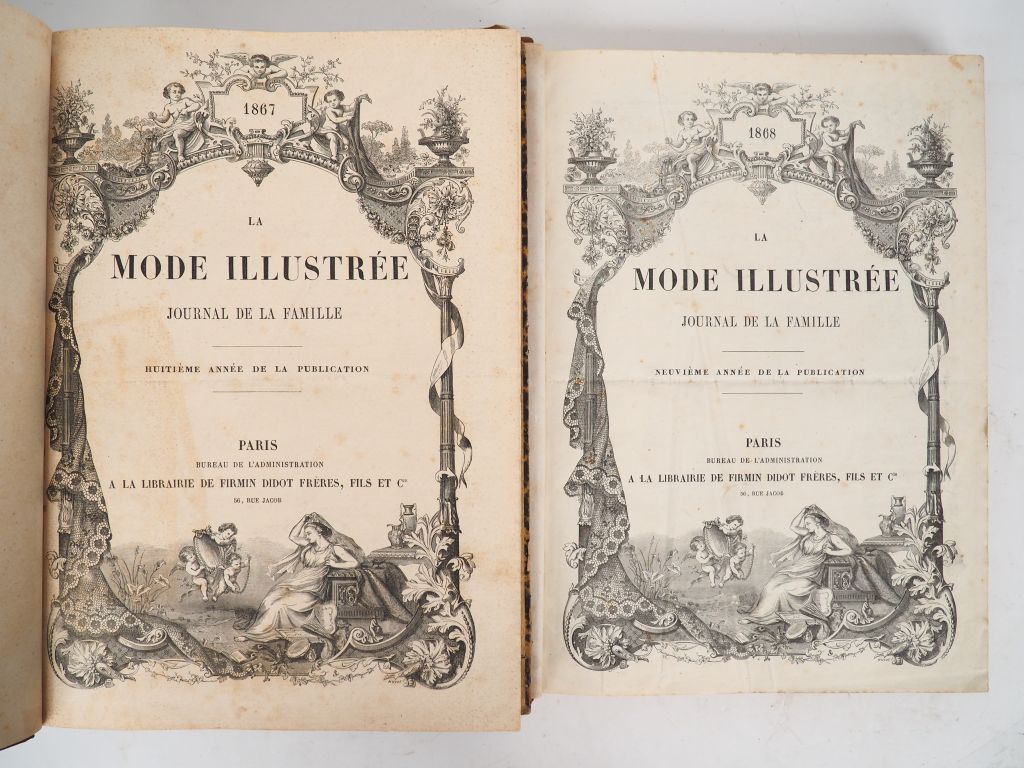 1867
LA
MODE ILLUSTRÉE
JOURNAL DE LA FAMILLE
HUITIÈME ANNÉE DE LA PUBLICATION
PARIS
BUREAU DE L'ADMINISTRATION
A LA LIBRAIRIE DE FIRMIN DIDOT FRÈRES, FILS ET Cie
56, RUE JACOB
1868
LA
MODE ILLUSTRÉE
JOURNAL DE LA FAMILLE
NEUVIÈME ANNÉE DE LA PUBLICATION
PARIS
BUREAU DE L'ADMINISTRATION
A LA LIBRAIRIE DE FIRMIN DIDOT FRÈRES, FILS ET Cie
56, RUE JACOB